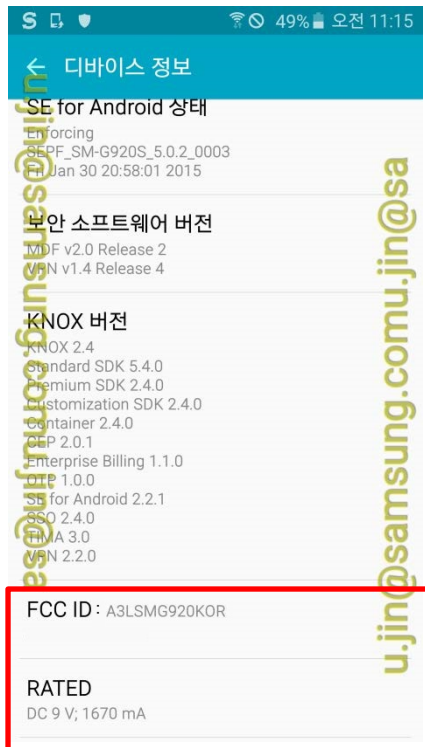 S 49% 오전 11:15
디바이스 정보
SE for Android 상태
Enforcing
SEPF_SM-G920S_5.0.2_0003
Fri Jan 30 20:58:01 2015
보안 소프트웨어 버전
MDF v2.0 Release 2
VPN v1.4 Release 4
KNOX 버전
KNOX 2.4
Standard SDK 5.4.0
Premium SDK 2.4.0
Customization SDK 2.4.0
Container 2.4.0
CEP 2.0.1
Enterprise Billing 1.1.0
OTP 1.0.0
SE for Android 2.2.1
SSO 2.4.0
TIMA 3.0
VPN 2.2.0
FCC ID : A3LSMG920KOR
RATED
DC 9 V; 1670 mA
u.jin@samsung.comu.jin@sa
u.jin@samsung.comu.jin@sa